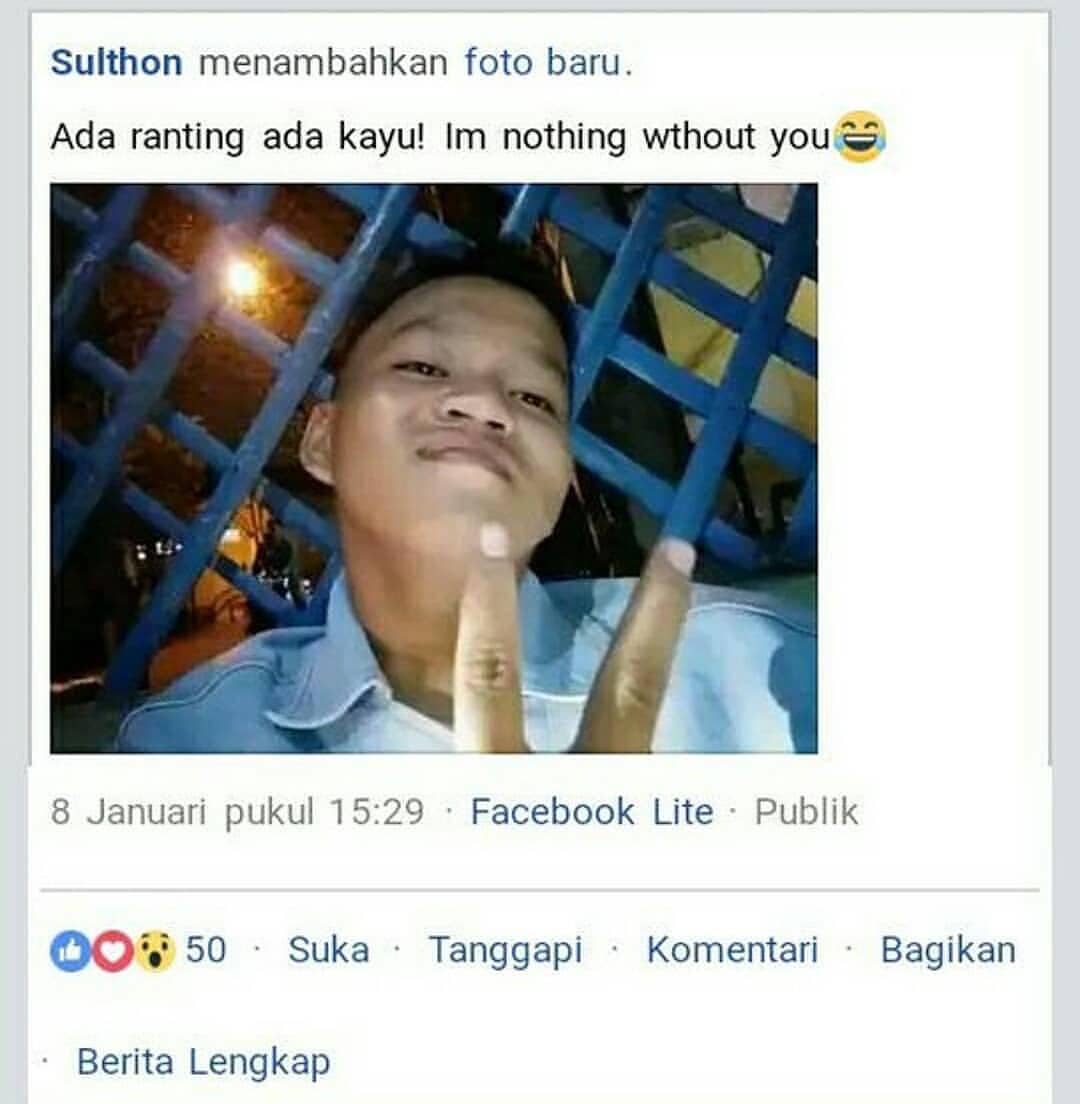 Sulthon menambahkan foto baru.
Ada ranting ada kayu! Im nothing wthout you😂
8 Januari pukul 15:29 · Facebook Lite · Publik
50 · Suka · Tanggapi · Komentari · Bagikan
· Berita Lengkap